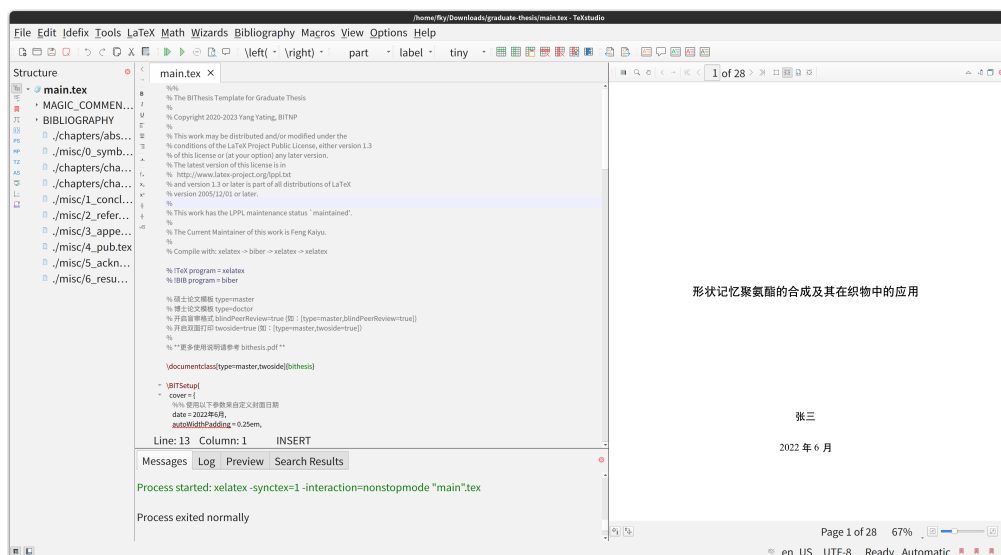 /home/fky/Downloads/graduate-thesis/main.tex - TeXstudio
File Edit Idefix Tools LaTeX Math Wizards Bibliography Macros View Options Help
\left( \right) part label tiny
Structure
main.tex
MAGIC_COMMEN...
BIBLIOGRAPHY
./chapters/abs...
./misc/0_symb...
./chapters/cha...
./chapters/cha...
./misc/1_concl...
./misc/2_refer...
./misc/3_appe...
./misc/4_pub.tex
./misc/5_ackn...
./misc/6_resu...
main.tex
%%
% The BIThesis Template for Graduate Thesis
%
% Copyright 2020-2023 Yang Yating, BITNP
%
% This work may be distributed and/or modified under the
% conditions of the LaTeX Project Public License, either version 1.3
% of this license or (at your option) any later version.
% The latest version of this license is in
% http://www.latex-project.org/lppl.txt
% and version 1.3 or later is part of all distributions of LaTeX
% version 2005/12/01 or later.
%
% This work has the LPPL maintenance status `maintained'.
%
% The Current Maintainer of this work is Feng Kaiyu.
%
% Compile with: xelatex -> biber -> xelatex -> xelatex
% !TeX program = xelatex
% !BIB program = biber
% 硕士论文模板 type=master
% 博士论文模板 type=doctor
% 开启盲审格式 blindPeerReview=true (如：[type=master,blindPeerReview=true])
% 开启双面打印 twoside=true (如：[type=master,twoside=true])
%
% **更多使用说明请参考 bithesis.pdf **
\documentclass[type=master,twoside]{bithesis}
\BITSetup{
cover = {
%% 使用以下参数来自定义封面日期
date = 2022年6月,
autoWidthPadding = 0.25em,
Line: 13 Column: 1 INSERT
Messages Log Preview Search Results
Process started: xelatex -synctex=1 -interaction=nonstopmode "main".tex
Process exited normally
1 of 28
形状记忆聚氨酯的合成及其在织物中的应用
张三
2022 年 6 月
Page 1 of 28 67%
en_US UTF-8 Ready Automatic